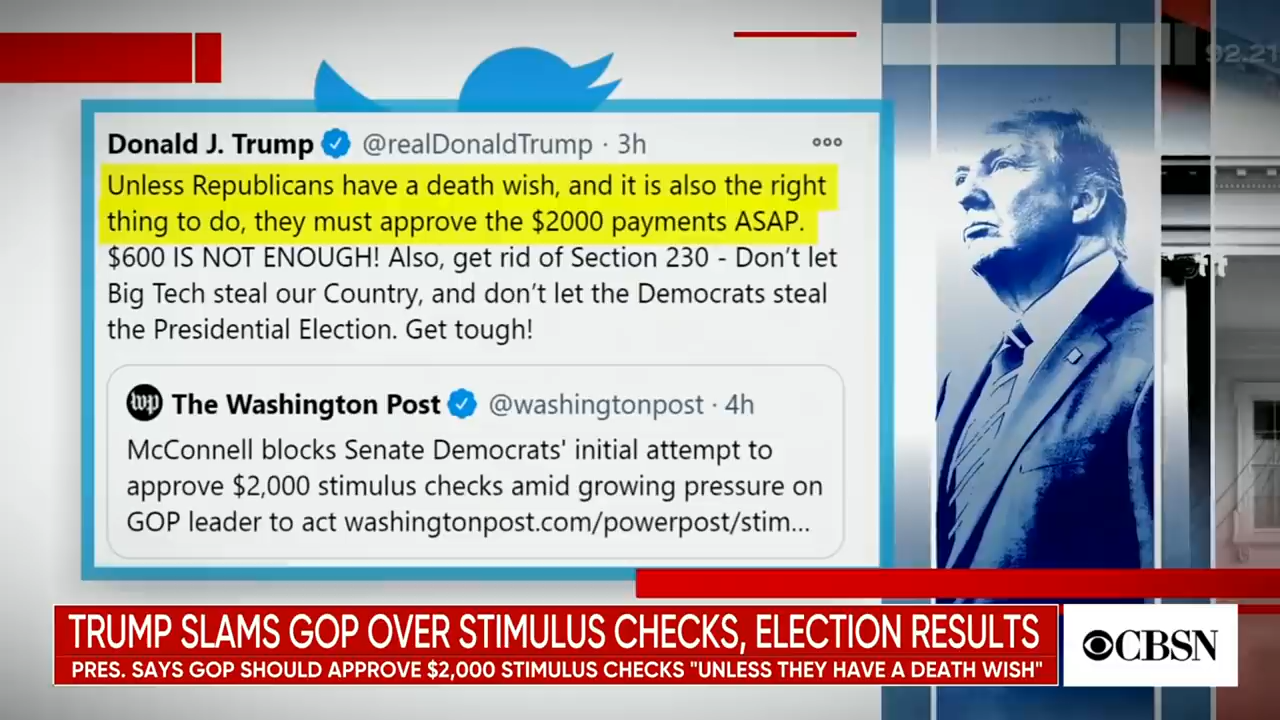 92.21
Donald J. Trump @realDonaldTrump · 3h
Unless Republicans have a death wish, and it is also the right
thing to do, they must approve the $2000 payments ASAP.
$600 IS NOT ENOUGH! Also, get rid of Section 230 - Don't let
Big Tech steal our Country, and don't let the Democrats steal
the Presidential Election. Get tough!
wp The Washington Post @washingtonpost · 4h
McConnell blocks Senate Democrats' initial attempt to
approve $2,000 stimulus checks amid growing pressure on
GOP leader to act washingtonpost.com/powerpost/stim...
TRUMP SLAMS GOP OVER STIMULUS CHECKS, ELECTION RESULTS
PRES. SAYS GOP SHOULD APPROVE $2,000 STIMULUS CHECKS "UNLESS THEY HAVE A DEATH WISH"
CBSN